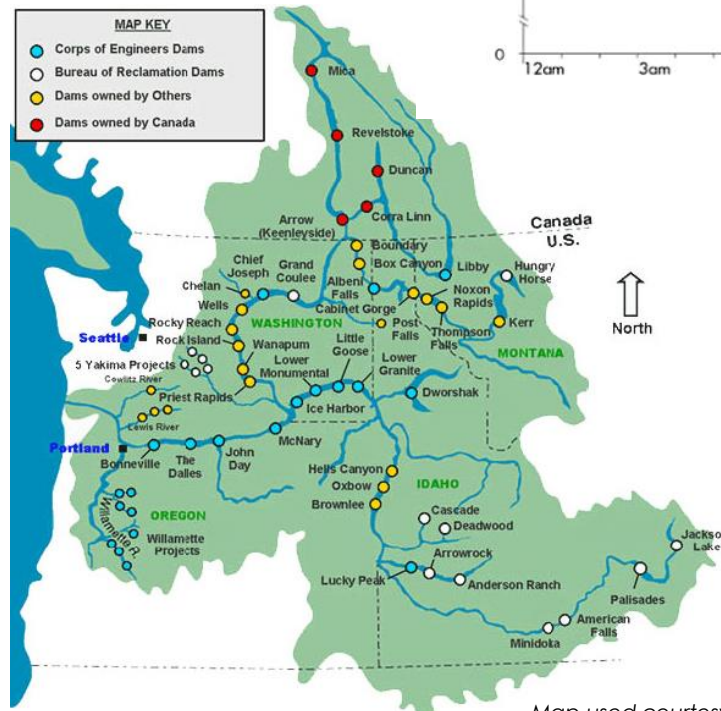 MAP KEY
Corps of Engineers Dams
Bureau of Reclamation Dams
Dams owned by Others
Dams owned by Canada
0
12am
3am
Mica
Revelstoke
Duncan
Corra Linn
Arrow
(Keenleyside)
Canada
U.S.
Boundary
Box Canyon
Chief
Joseph
Grand
Coulee
Albeni
Falls
Libby
Hungry
Horse
Chelan
Wells
Cabinet Gorge
Noxon
Rapids
North
Rocky Reach
WASHINGTON
Post
Falls
Thompson
Falls
Kerr
Seattle
Rock Island
Wanapum
Little
Goose
MONTANA
5 Yakima Projects
Lower
Monumental
Lower
Granite
Cowlitz River
Priest Rapids
Ice Harbor
Dworshak
Lewis River
McNary
Portland
Bonneville
The
Dalles
John
Day
Hells Canyon
Oxbow
IDAHO
Brownlee
Cascade
Deadwood
OREGON
Willamette R.
Willamette
Projects
Jackson
Lake
Arrowrock
Lucky Peak
Anderson Ranch
Palisades
American
Falls
Minidoka
Map used courtesy